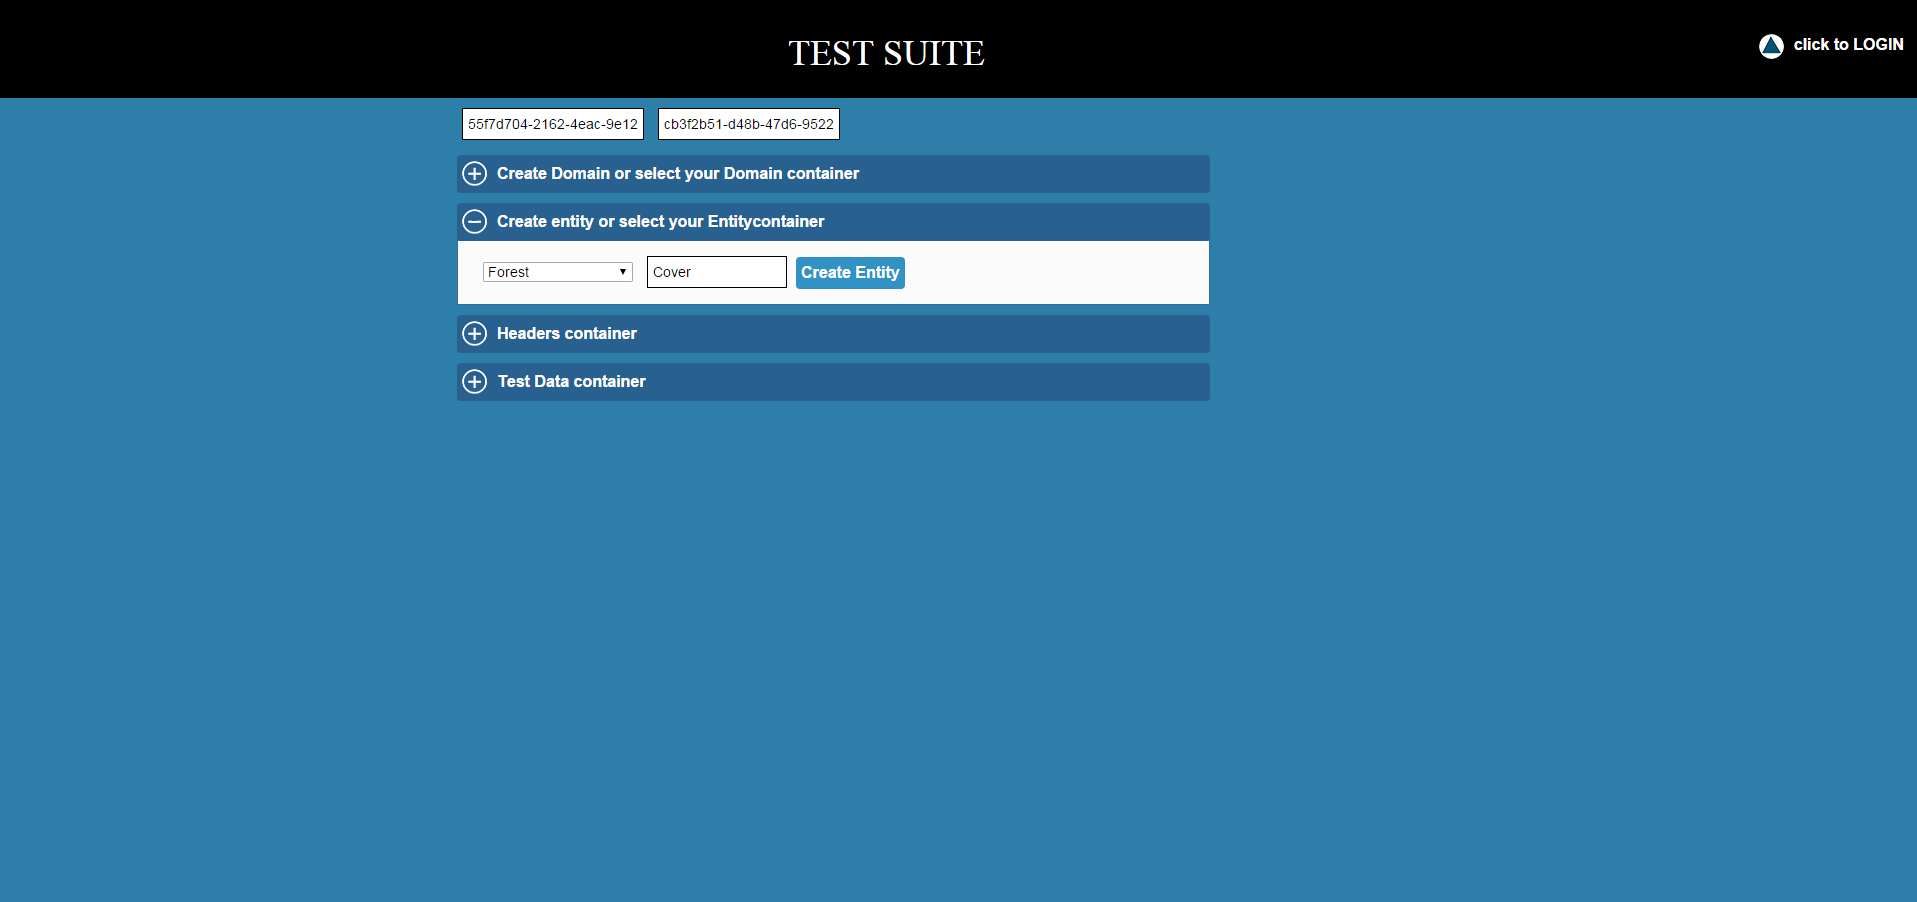 TEST SUITE
click to LOGIN
55f7d704-2162-4eac-9e12 cb3f2b51-d48b-47d6-9522
Create Domain or select your Domain container
Create entity or select your Entitycontainer
Forest Cover Create Entity
Headers container
Test Data container